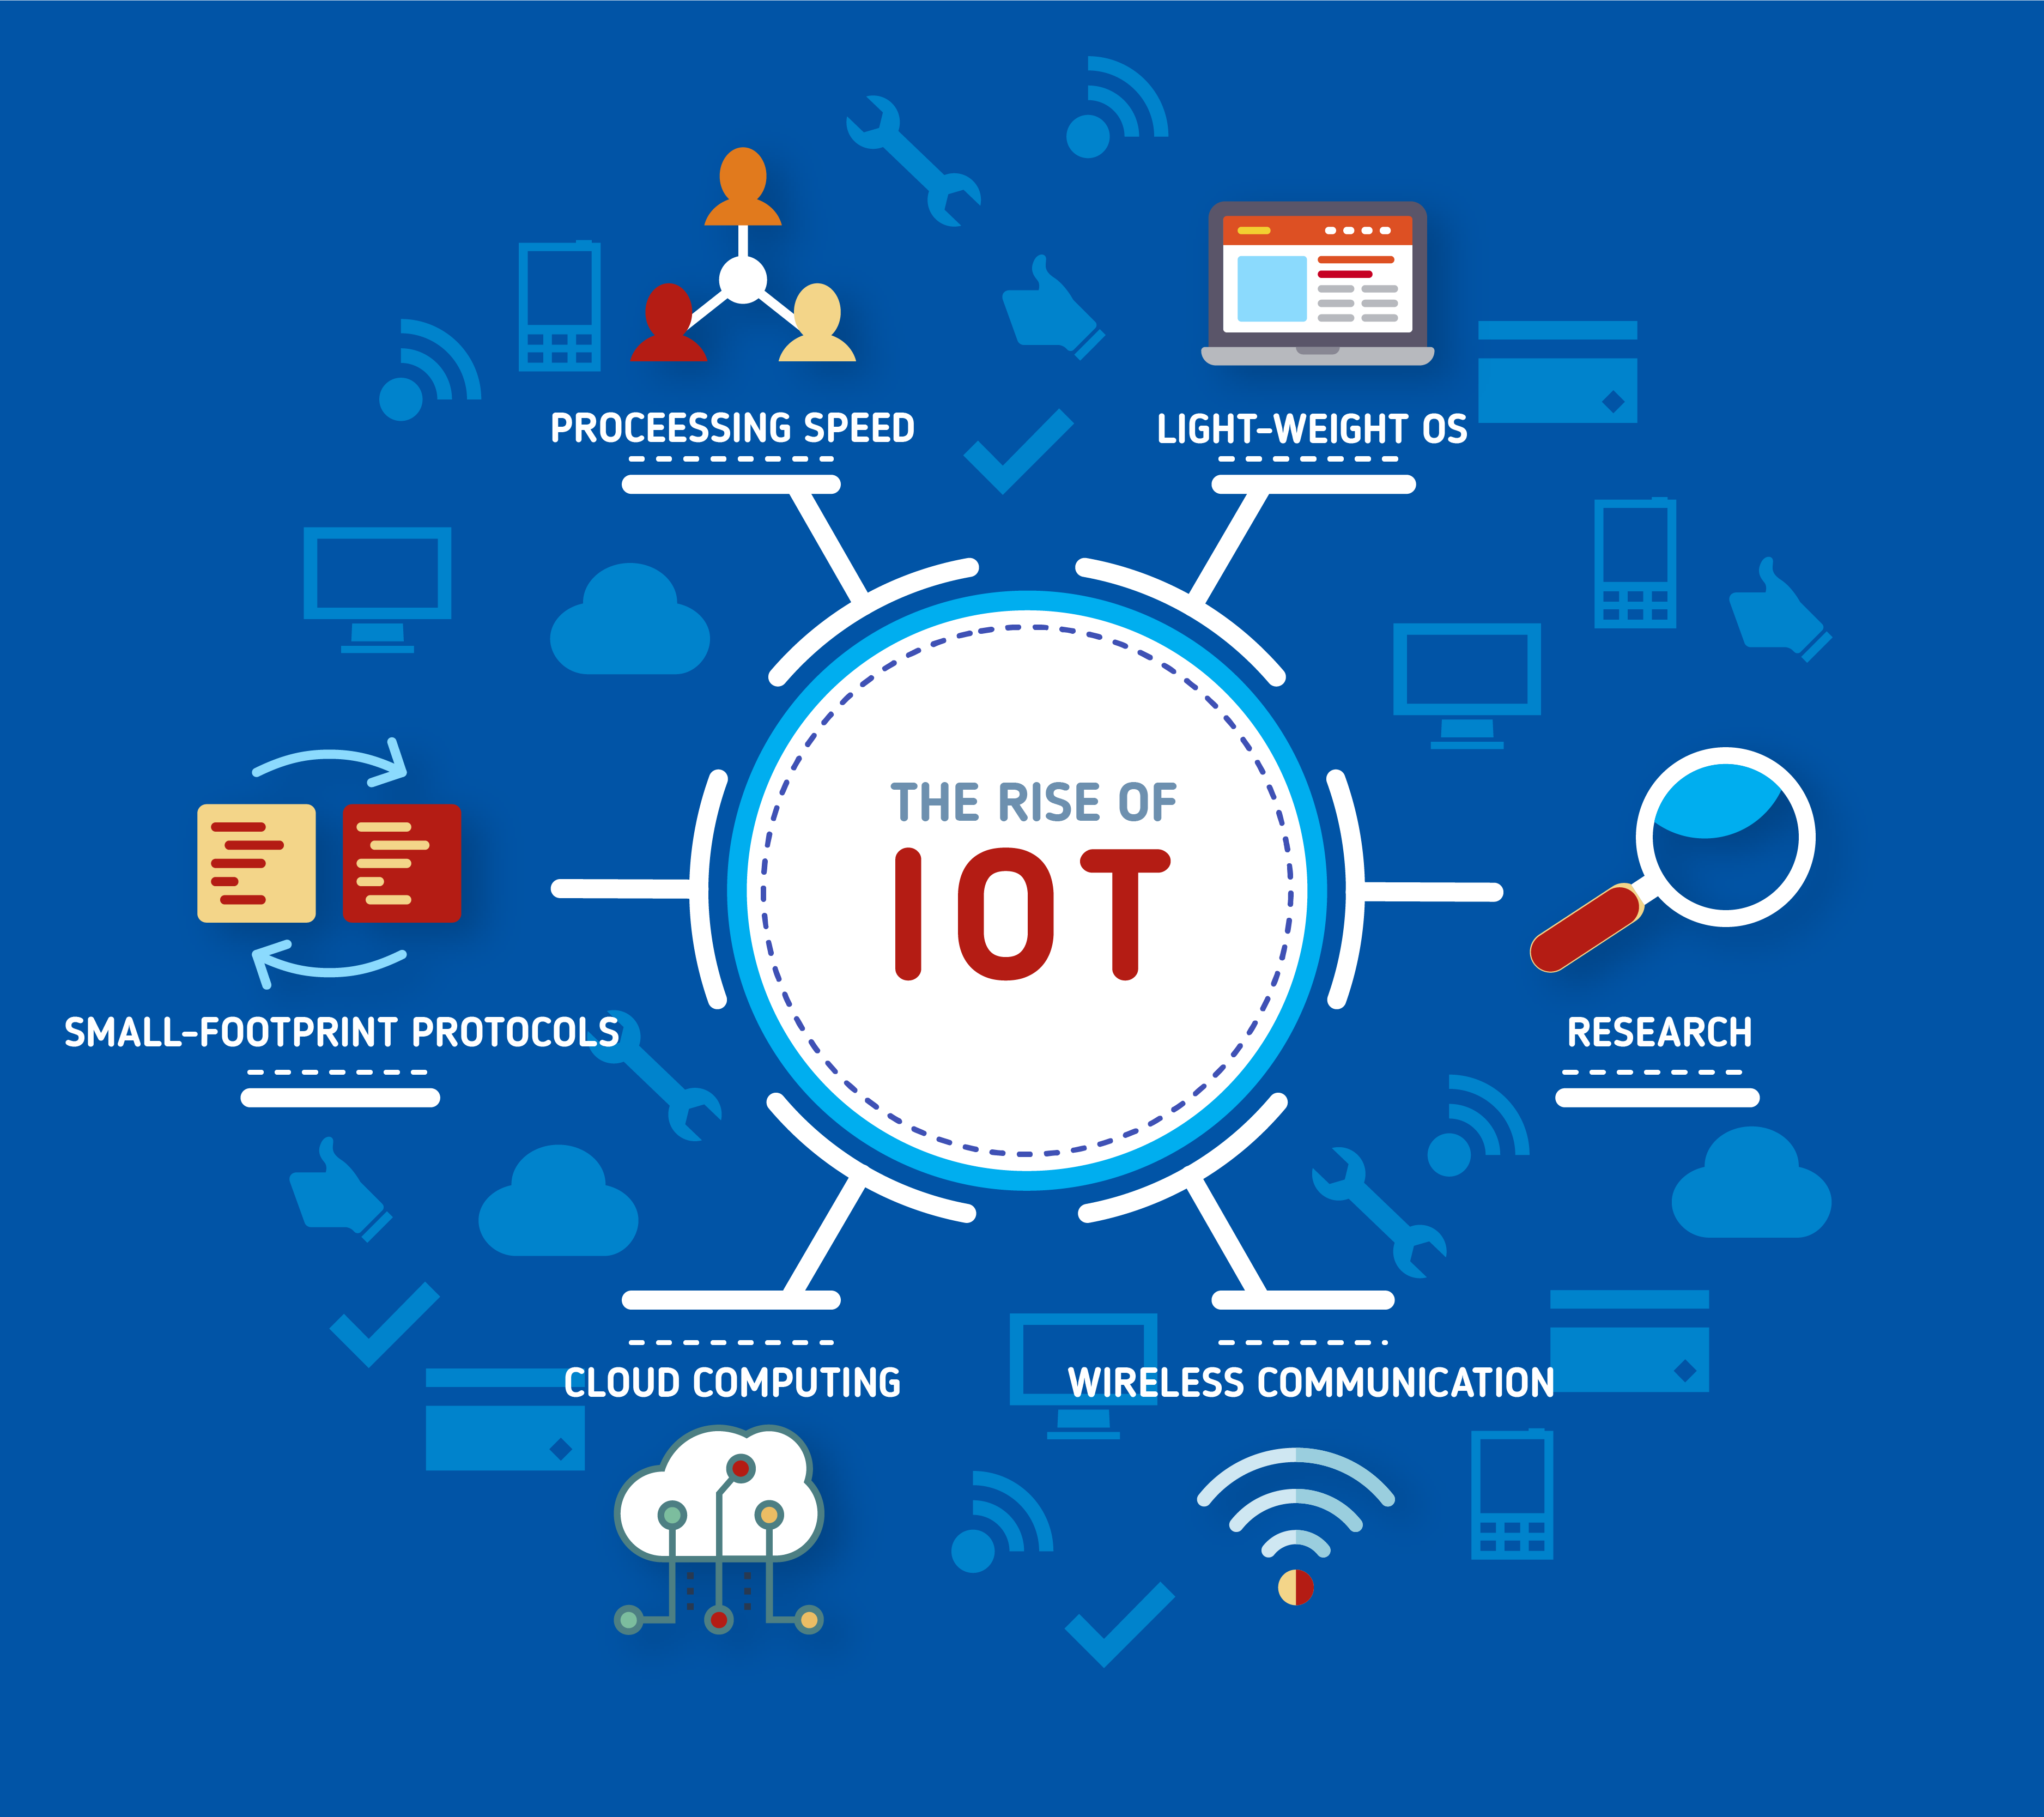 PROCEESSING SPEED
LIGHT-WEIGHT OS
THE RISE OF
IOT
SMALL-FOOTPRINT PROTOCOLS
RESEARCH
CLOUD COMPUTING
WIRELESS COMMUNICATION